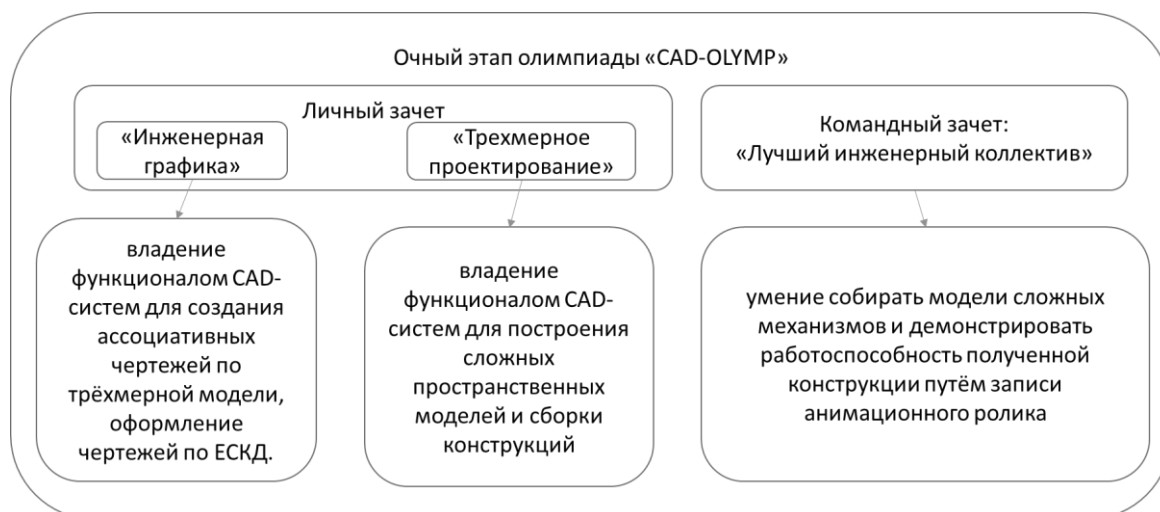 Очный этап олимпиады «CAD-OLYMP»
Личный зачет
«Инженерная
графика»
«Трехмерное
проектирование»
Командный зачет:
«Лучший инженерный коллектив»
владение
функционалом CAD-
систем для создания
ассоциативных
чертежей по
трёхмерной модели,
оформление
чертежей по ЕСКД.
владение
функционалом CAD-
систем для построения
сложных
пространственных
моделей и сборки
конструкций
умение собирать модели сложных
механизмов и демонстрировать
работоспособность полученной
конструкции путём записи
анимационного ролика